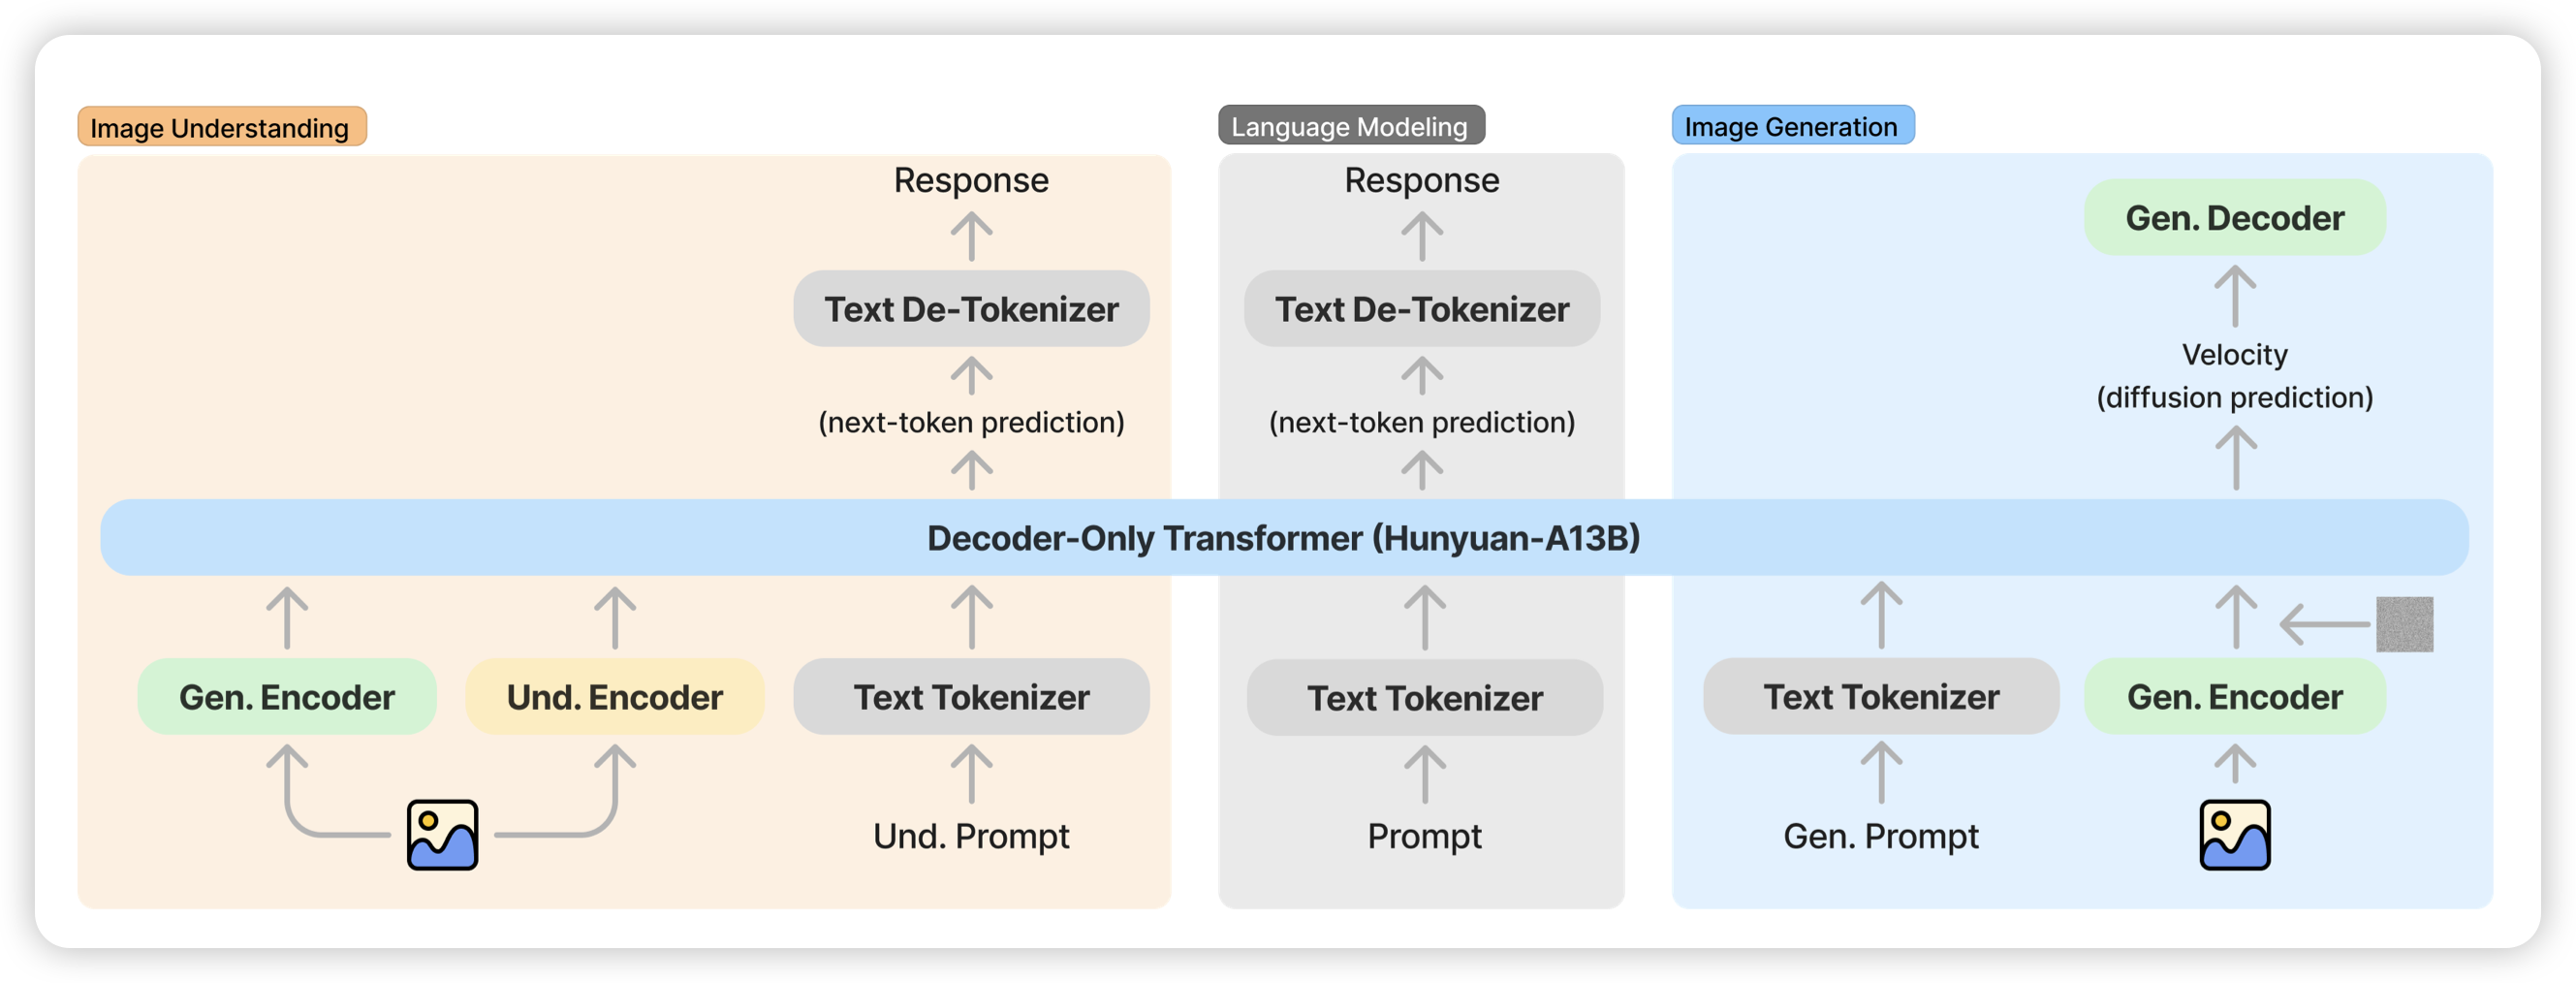 Image Understanding
Response
Text De-Tokenizer
(next-token prediction)
Language Modeling
Response
Text De-Tokenizer
(next-token prediction)
Image Generation
Gen. Decoder
Velocity
(diffusion prediction)
Decoder-Only Transformer (Hunyuan-A13B)
Gen. Encoder
Und. Encoder
Text Tokenizer
Und. Prompt
Text Tokenizer
Prompt
Text Tokenizer
Gen. Encoder
Gen. Prompt